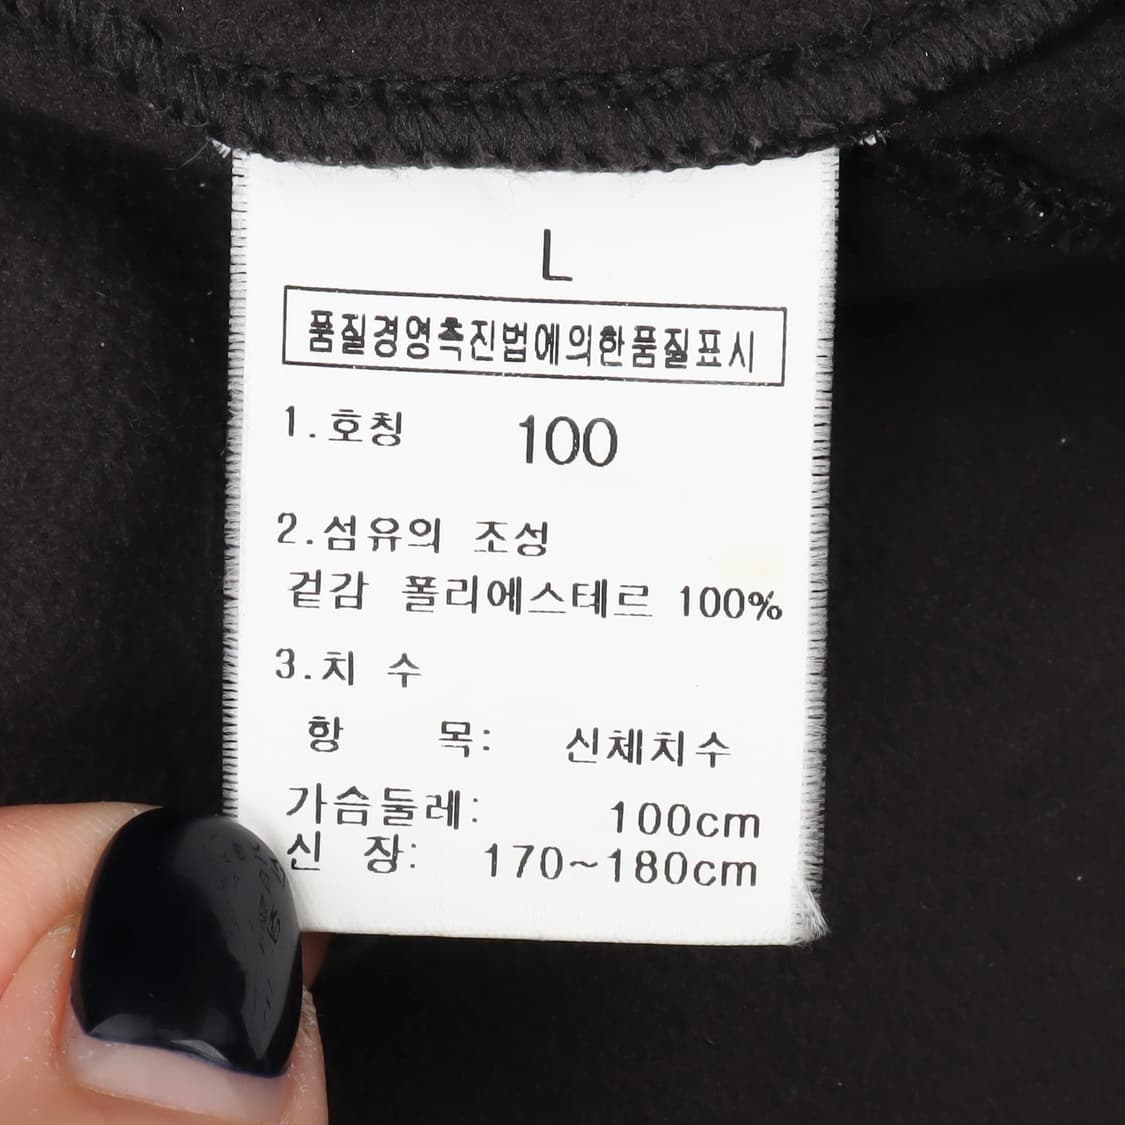 L
품질경영촉진법에의한품질표시
1.호칭 100
2.섬유의 조성
겉감 폴리에스테르 100%
3.치 수
항 목: 신체치수
가슴둘레: 100cm
신 장: 170~180cm